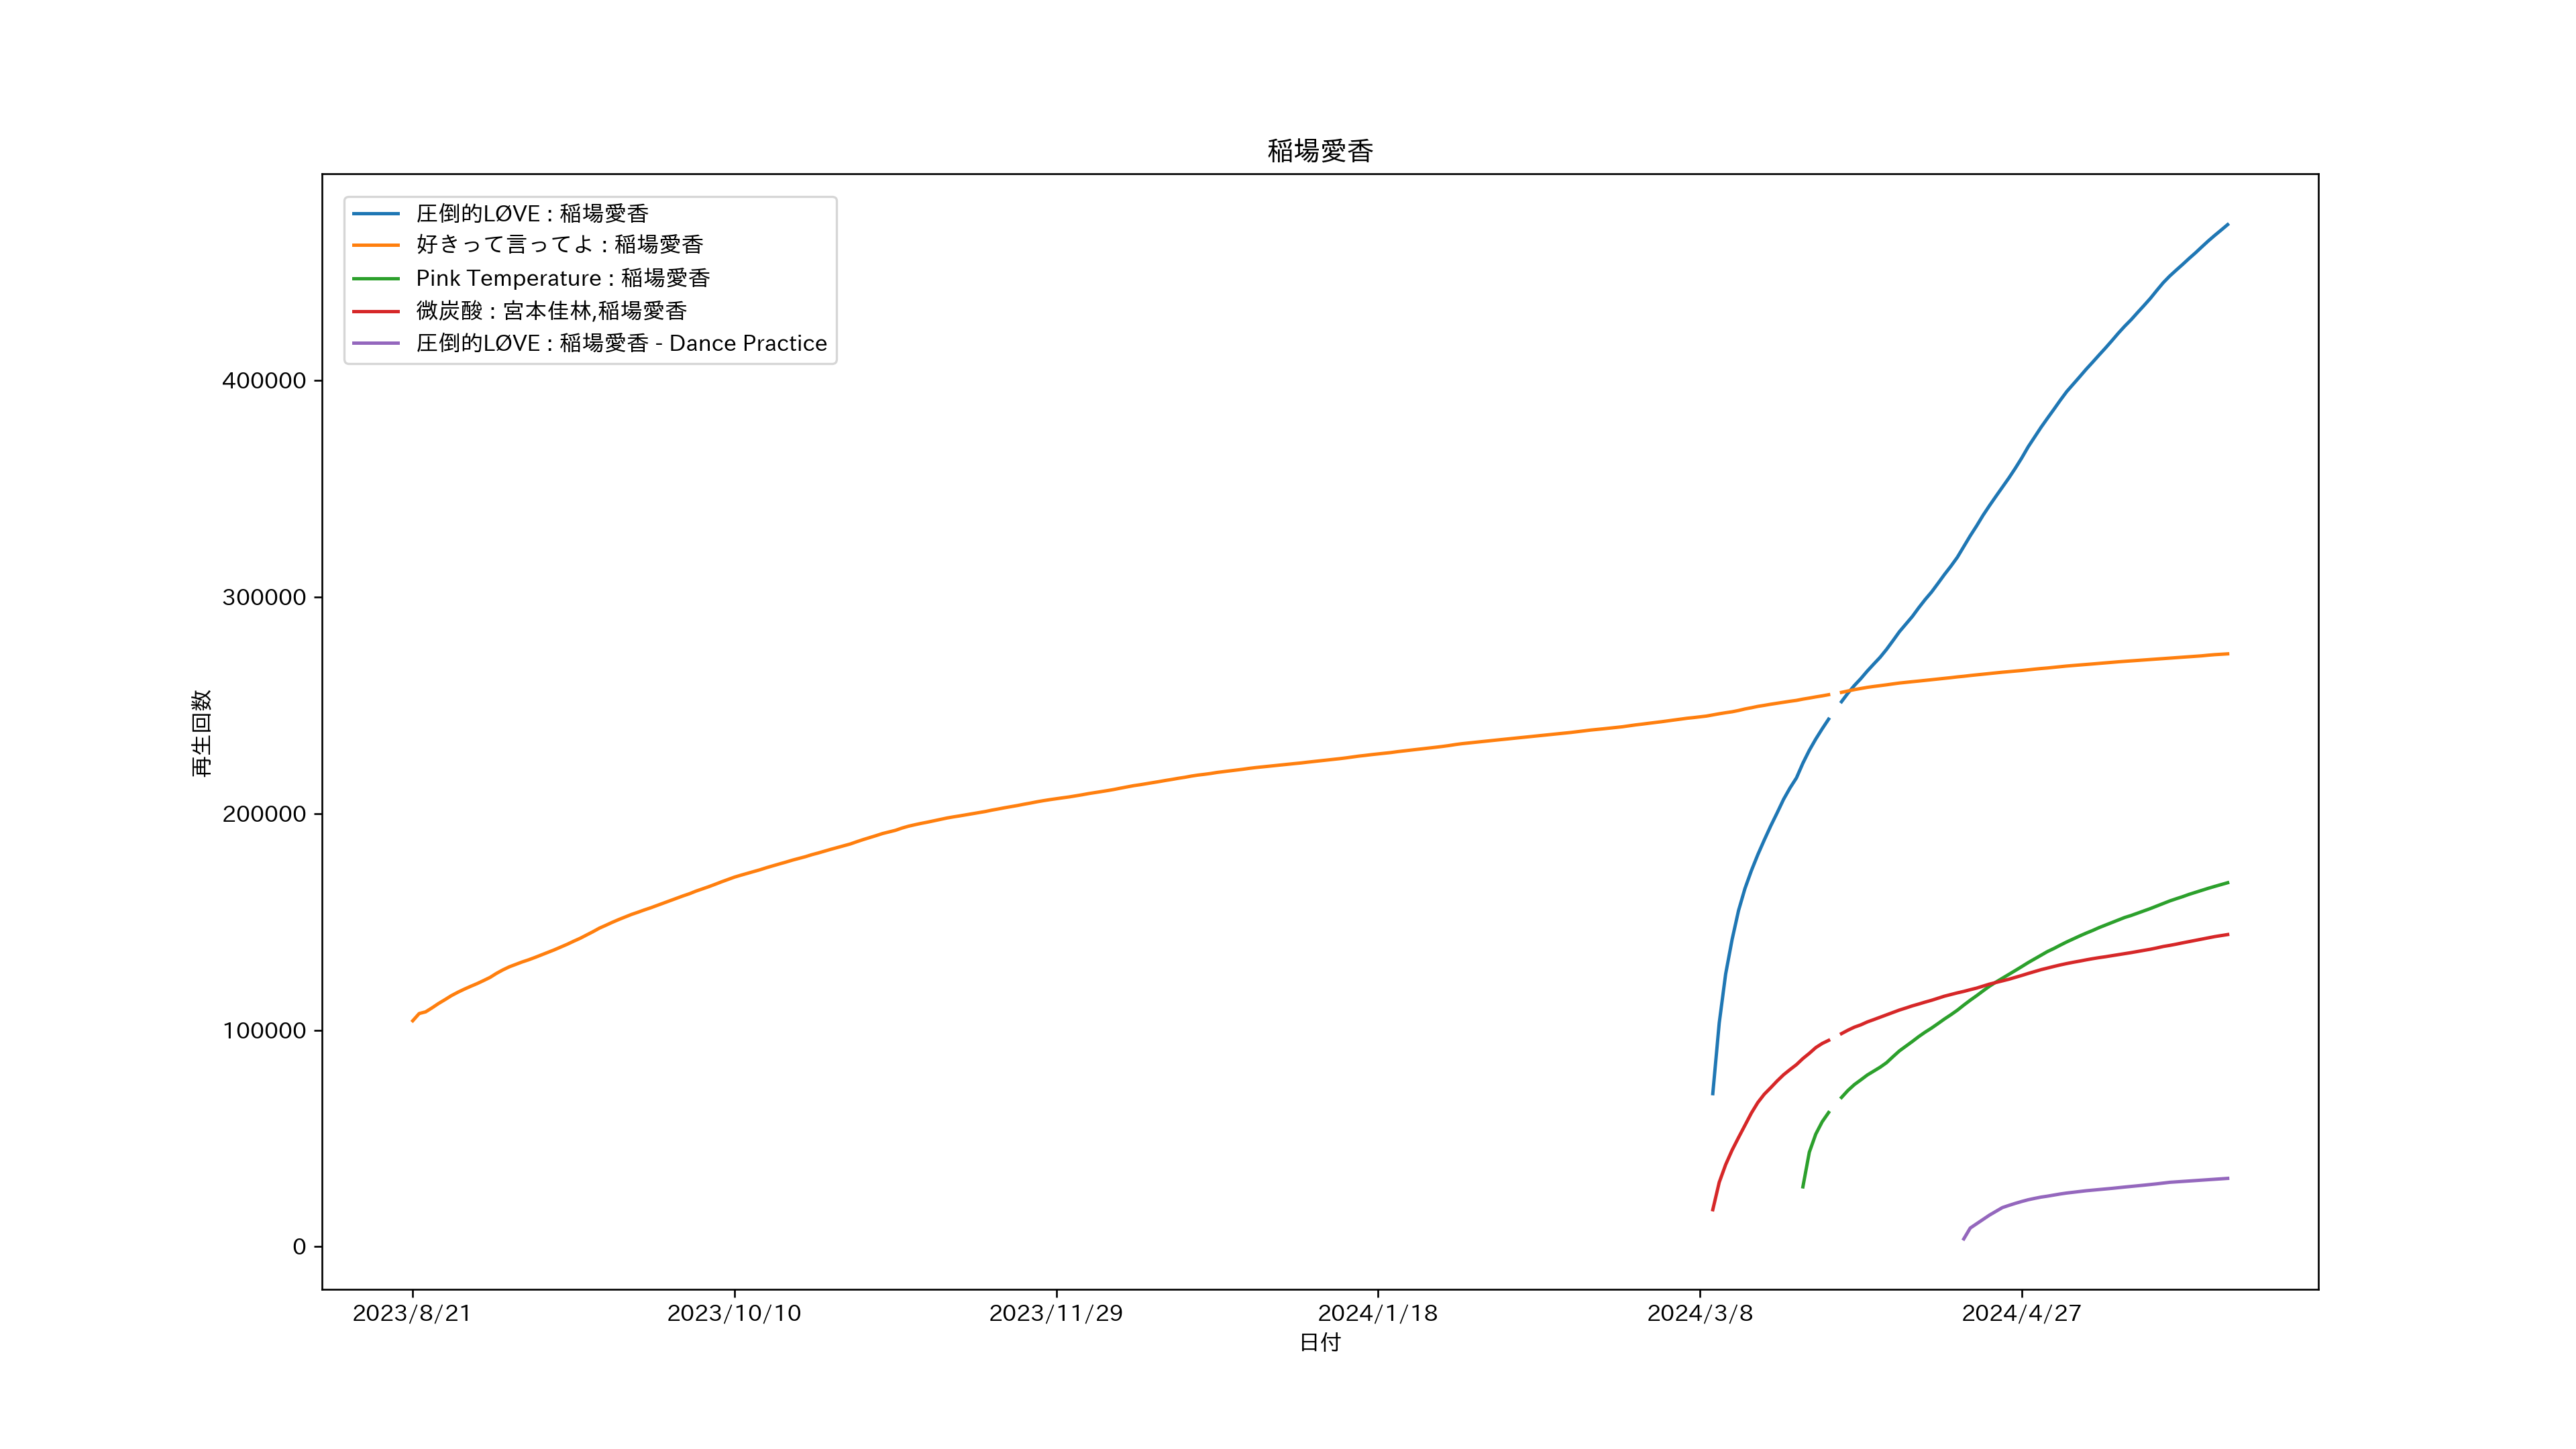 稲場愛香
圧倒的LØVE : 稲場愛香
好きって言ってよ : 稲場愛香
Pink Temperature : 稲場愛香
微炭酸 : 宮本佳林,稲場愛香
圧倒的LØVE : 稲場愛香 - Dance Practice
400000
300000
200000
100000
0
再生回数
2023/8/21
2023/10/10
2023/11/29
2024/1/18
2024/3/8
2024/4/27
日付